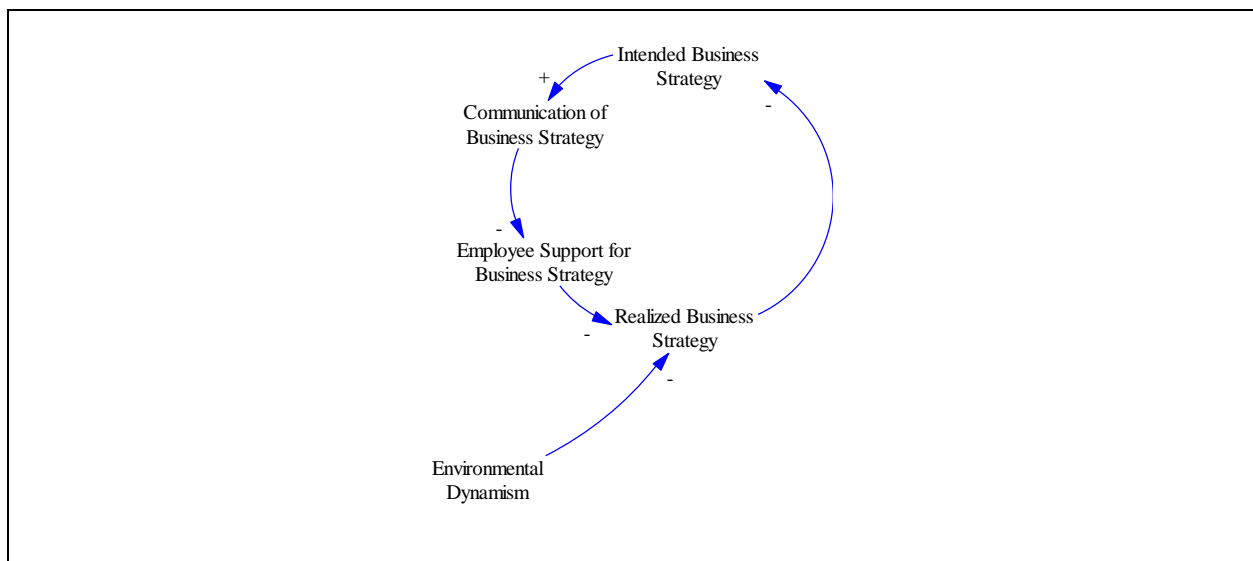 Intended Business
Strategy
+
-
Communication of
Business Strategy
-
Employee Support for
Business Strategy
-
Realized Business
Strategy
-
Environmental
Dynamism